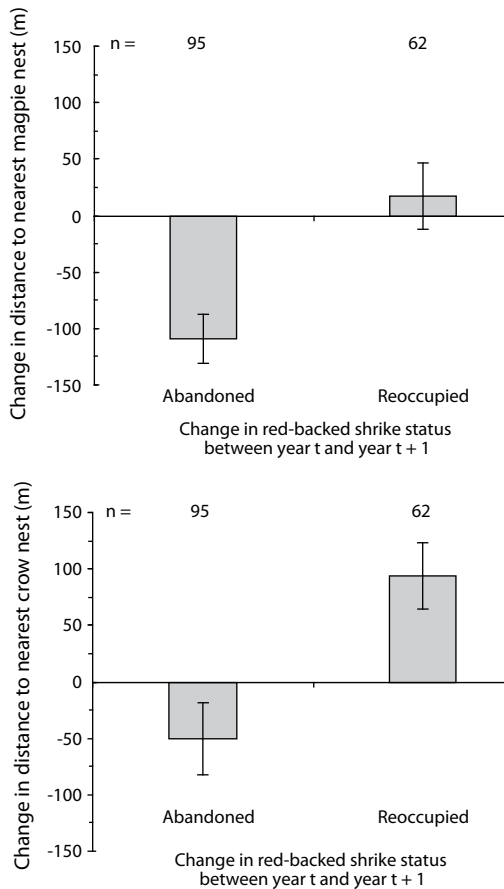 Change in distance to nearest magpie nest (m)
150
100
50
0
-50
-100
-150
n = 95 62
Abandoned Reoccupied
Change in red-backed shrike status
between year t and year t + 1
Change in distance to nearest crow nest (m)
150
100
50
0
-50
-100
-150
n = 95 62
Abandoned Reoccupied
Change in red-backed shrike status
between year t and year t + 1